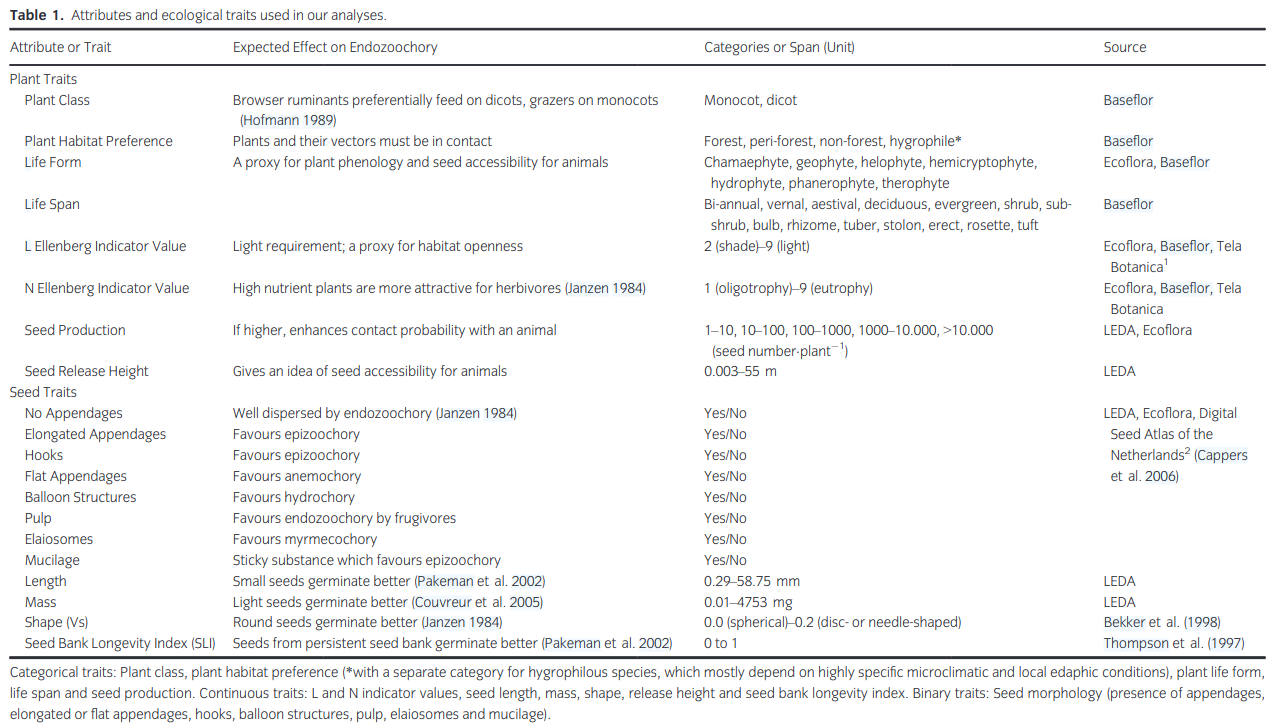 Table 1. Attributes and ecological traits used in our analyses.
Attribute or Trait Expected Effect on Endozoochory Categories or Span (Unit) Source
Plant Traits
Plant Class Browser ruminants preferentially feed on dicots, grazers on monocots Monocot, dicot Baseflor
(Hofmann 1989)
Plant Habitat Preference Plants and their vectors must be in contact Forest, peri-forest, non-forest, hygrophile* Baseflor
Life Form A proxy for plant phenology and seed accessibility for animals Chamaephyte, geophyte, helophyte, hemicryptophyte, Ecoflora, Baseflor
hydrophyte, phanerophyte, therophyte
Life Span Bi-annual, vernal, aestival, deciduous, evergreen, shrub, sub- Baseflor
shrub, bulb, rhizome, tuber, stolon, erect, rosette, tuft
L Ellenberg Indicator Value Light requirement; a proxy for habitat openness 2 (shade)–9 (light) Ecoflora, Baseflor, Tela
Botanica¹
N Ellenberg Indicator Value High nutrient plants are more attractive for herbivores (Janzen 1984) 1 (oligotrophy)–9 (eutrophy) Ecoflora, Baseflor, Tela
Botanica
Seed Production If higher, enhances contact probability with an animal 1–10, 10–100, 100–1000, 1000–10.000, >10.000 LEDA, Ecoflora
(seed number·plant⁻¹)
Seed Release Height Gives an idea of seed accessibility for animals 0.003–55 m LEDA
Seed Traits
No Appendages Well dispersed by endozoochory (Janzen 1984) Yes/No LEDA, Ecoflora, Digital
Elongated Appendages Favours epizoochory Yes/No Seed Atlas of the
Hooks Favours epizoochory Yes/No Netherlands² (Cappers
Flat Appendages Favours anemochory Yes/No et al. 2006)
Balloon Structures Favours hydrochory Yes/No
Pulp Favours endozoochory by frugivores Yes/No
Elaiosomes Favours myrmecochory Yes/No
Mucilage Sticky substance which favours epizoochory Yes/No
Length Small seeds germinate better (Pakeman et al. 2002) 0.29–58.75 mm LEDA
Mass Light seeds germinate better (Couvreur et al. 2005) 0.01–4753 mg LEDA
Shape (Vs) Round seeds germinate better (Janzen 1984) 0.0 (spherical)–0.2 (disc- or needle-shaped) Bekker et al. (1998)
Seed Bank Longevity Index (SLI) Seeds from persistent seed bank germinate better (Pakeman et al. 2002) 0 to 1 Thompson et al. (1997)
Categorical traits: Plant class, plant habitat preference (*with a separate category for hygrophilous species, which mostly depend on highly specific microclimatic and local edaphic conditions), plant life form,
life span and seed production. Continuous traits: L and N indicator values, seed length, mass, shape, release height and seed bank longevity index. Binary traits: Seed morphology (presence of appendages,
elongated or flat appendages, hooks, balloon structures, pulp, elaiosomes and mucilage).